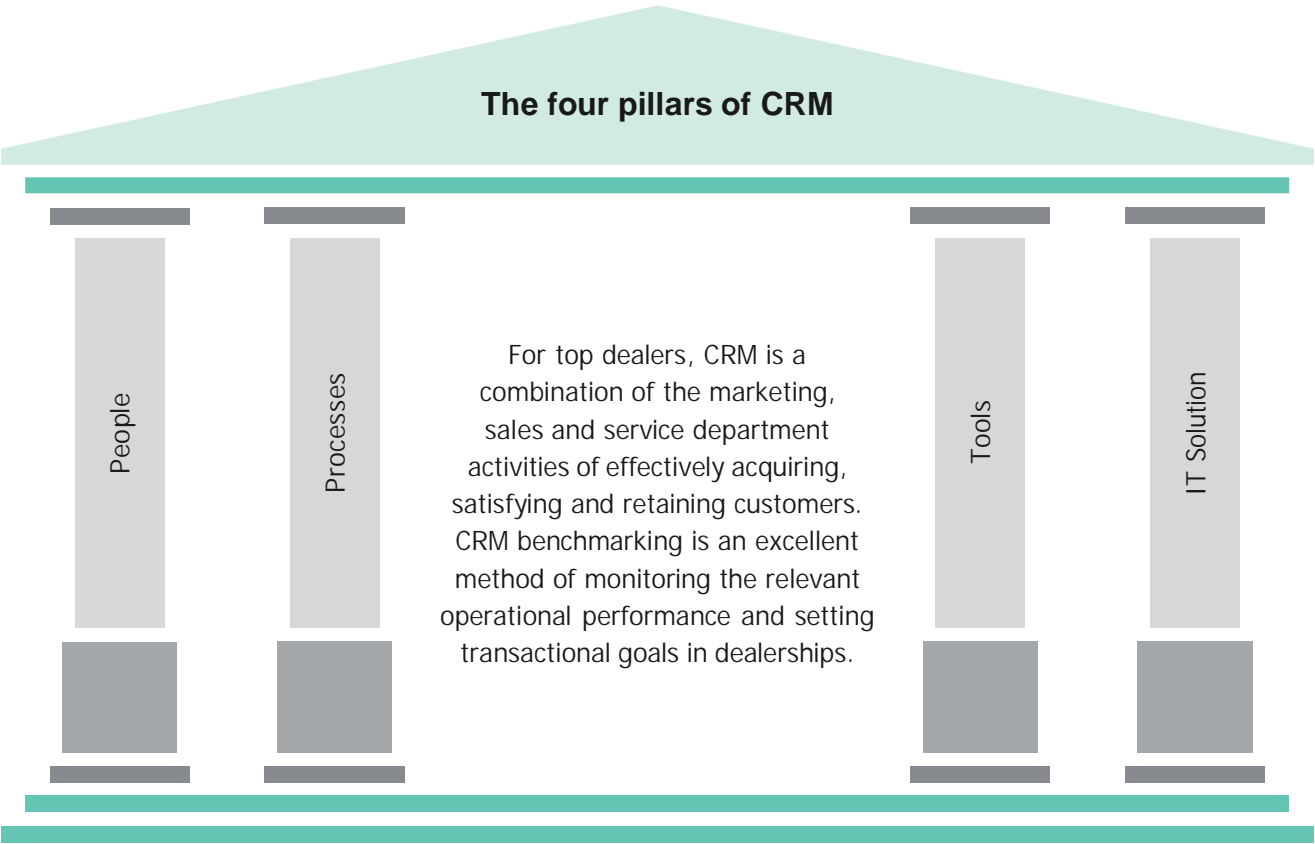 The four pillars of CRM
People
Processes
For top dealers, CRM is a
combination of the marketing,
sales and service department
activities of effectively acquiring,
satisfying and retaining customers.
CRM benchmarking is an excellent
method of monitoring the relevant
operational performance and setting
transactional goals in dealerships.
Tools
IT Solution